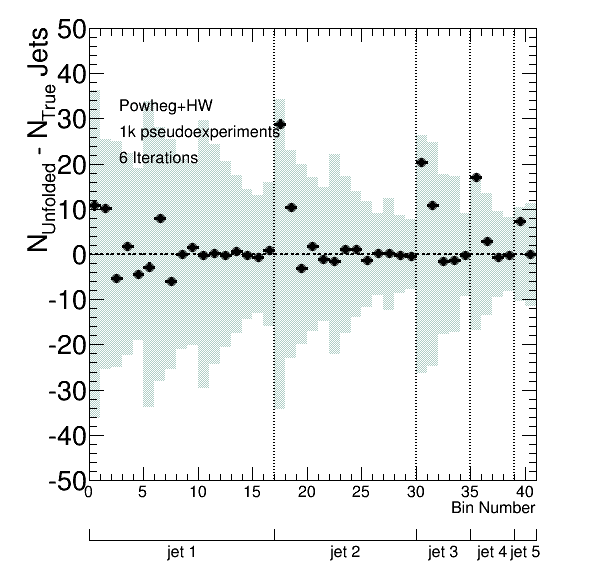 N_Unfolded - N_True Jets
50
40
30
20
10
0
-10
-20
-30
-40
-50
Powheg+HW
1k pseudoexperiments
6 Iterations
0 5 10 15 20 25 30 35 40
Bin Number
jet 1 jet 2 jet 3 jet 4 jet 5